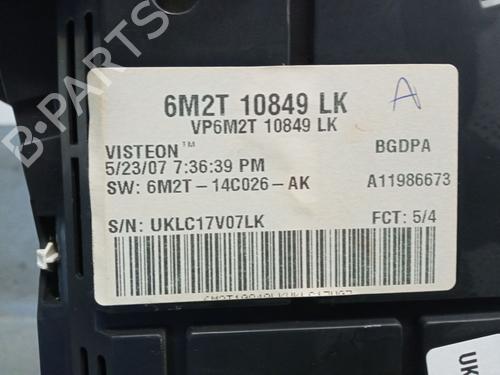 6M2T 10849 LK
A
VP6M2T 10849 LK
VISTEON™ BGDPA
5/23/07 7:36:39 PM
SW: 6M2T-14C026-AK A11986673
S/N: UKLC17V07LK FCT: 5/4
UK